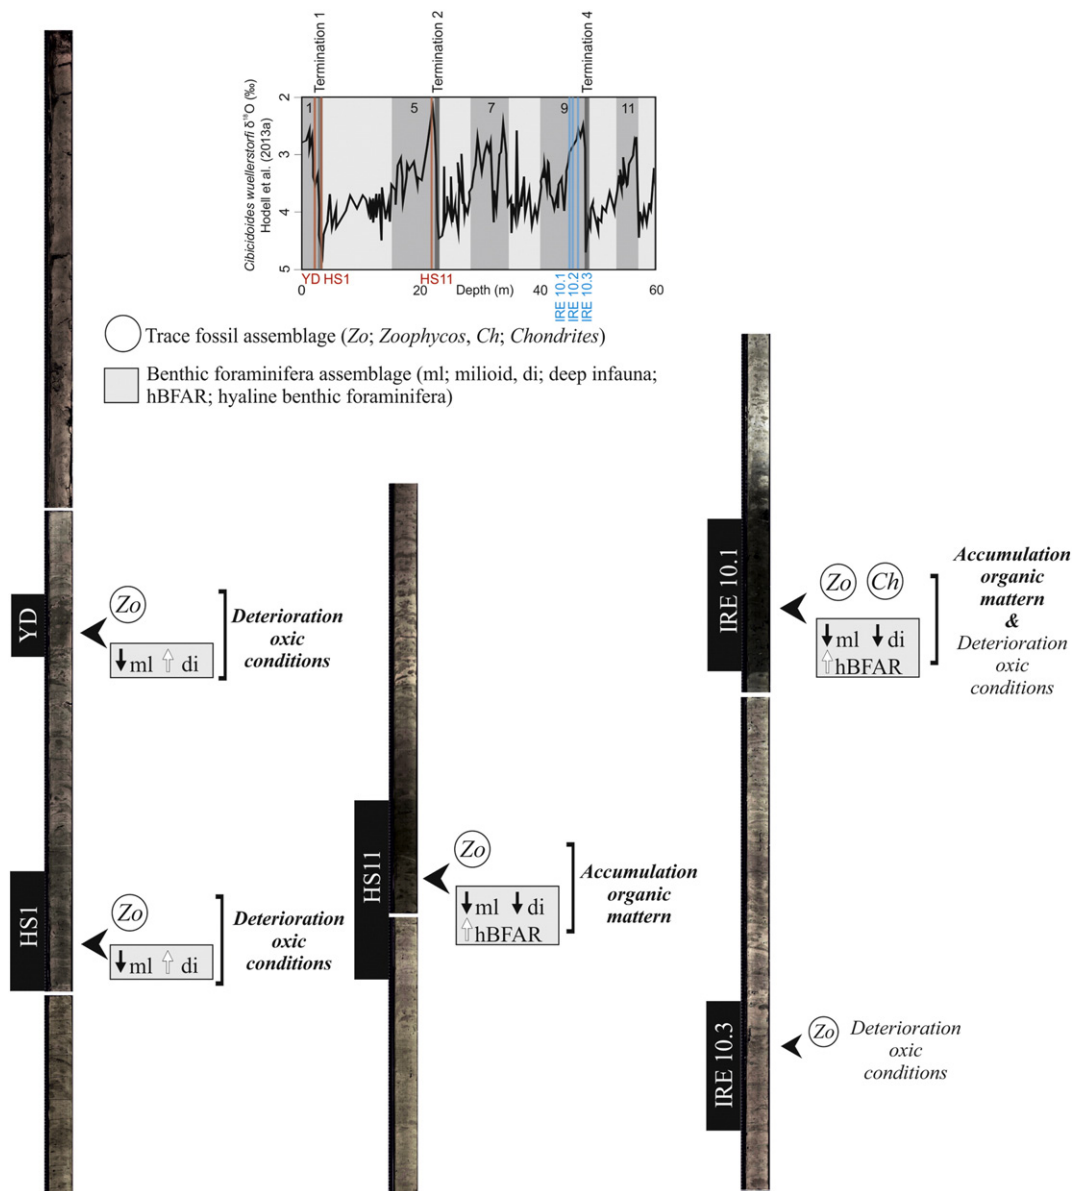 Termination 1
Termination 2
Termination 4
Cibicidoides wuellerstorfi δ¹⁸O (‰)
Hodell et al. (2013a)
2
3
4
5
1
5
7
9
11
YD HS1
HS11
IRE 10.1
IRE 10.2
IRE 10.3
0
20
Depth (m)
40
60
Trace fossil assemblage (Zo; Zoophycos, Ch; Chondrites)
Benthic foraminifera assemblage (ml; milioid, di; deep infauna;
hBFAR; hyaline benthic foraminifera)
YD
Zo
↓ml ⇧ di
Deterioration
oxic
conditions
HS1
Zo
↓ml ⇧ di
Deterioration
oxic
conditions
HS11
Zo
↓ml ↓di
⇧hBFAR
Accumulation
organic
mattern
IRE 10.1
Zo Ch
↓ml ↓di
⇧hBFAR
Accumulation
organic
mattern
&
Deterioration
oxic
conditions
IRE 10.3
Zo
Deterioration
oxic
conditions